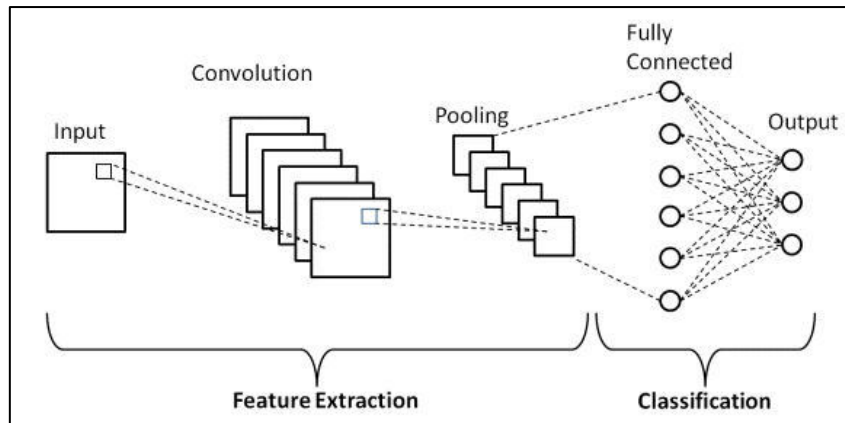 Fully
Connected
Convolution
Pooling
Output
Input
Feature Extraction
Classification